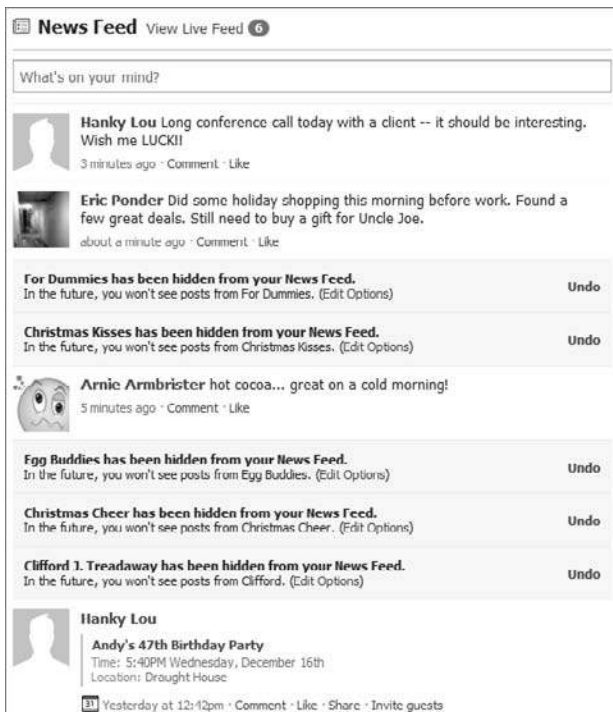 News Feed View Live Feed 6
What's on your mind?
Hanky Lou Long conference call today with a client -- it should be interesting.
Wish me LUCK!!
3 minutes ago · Comment · Like
Eric Ponder Did some holiday shopping this morning before work. Found a
few great deals. Still need to buy a gift for Uncle Joe.
about a minute ago · Comment · Like
For Dummies has been hidden from your News Feed.
In the future, you won't see posts from For Dummies. (Edit Options) Undo
Christmas Kisses has been hidden from your News Feed.
In the future, you won't see posts from Christmas Kisses. (Edit Options) Undo
Arnie Armbrister hot cocoa... great on a cold morning!
5 minutes ago · Comment · Like
Egg Buddies has been hidden from your News Feed.
In the future, you won't see posts from Egg Buddies. (Edit Options) Undo
Christmas Cheer has been hidden from your News Feed.
In the future, you won't see posts from Christmas Cheer. (Edit Options) Undo
Clifford J. Treadaway has been hidden from your News Feed.
In the future, you won't see posts from Clifford. (Edit Options) Undo
Hanky Lou
Andy's 47th Birthday Party
Time: 5:40PM Wednesday, December 16th
Location: Draught House
31 Yesterday at 12:42pm · Comment · Like · Share · Invite guests